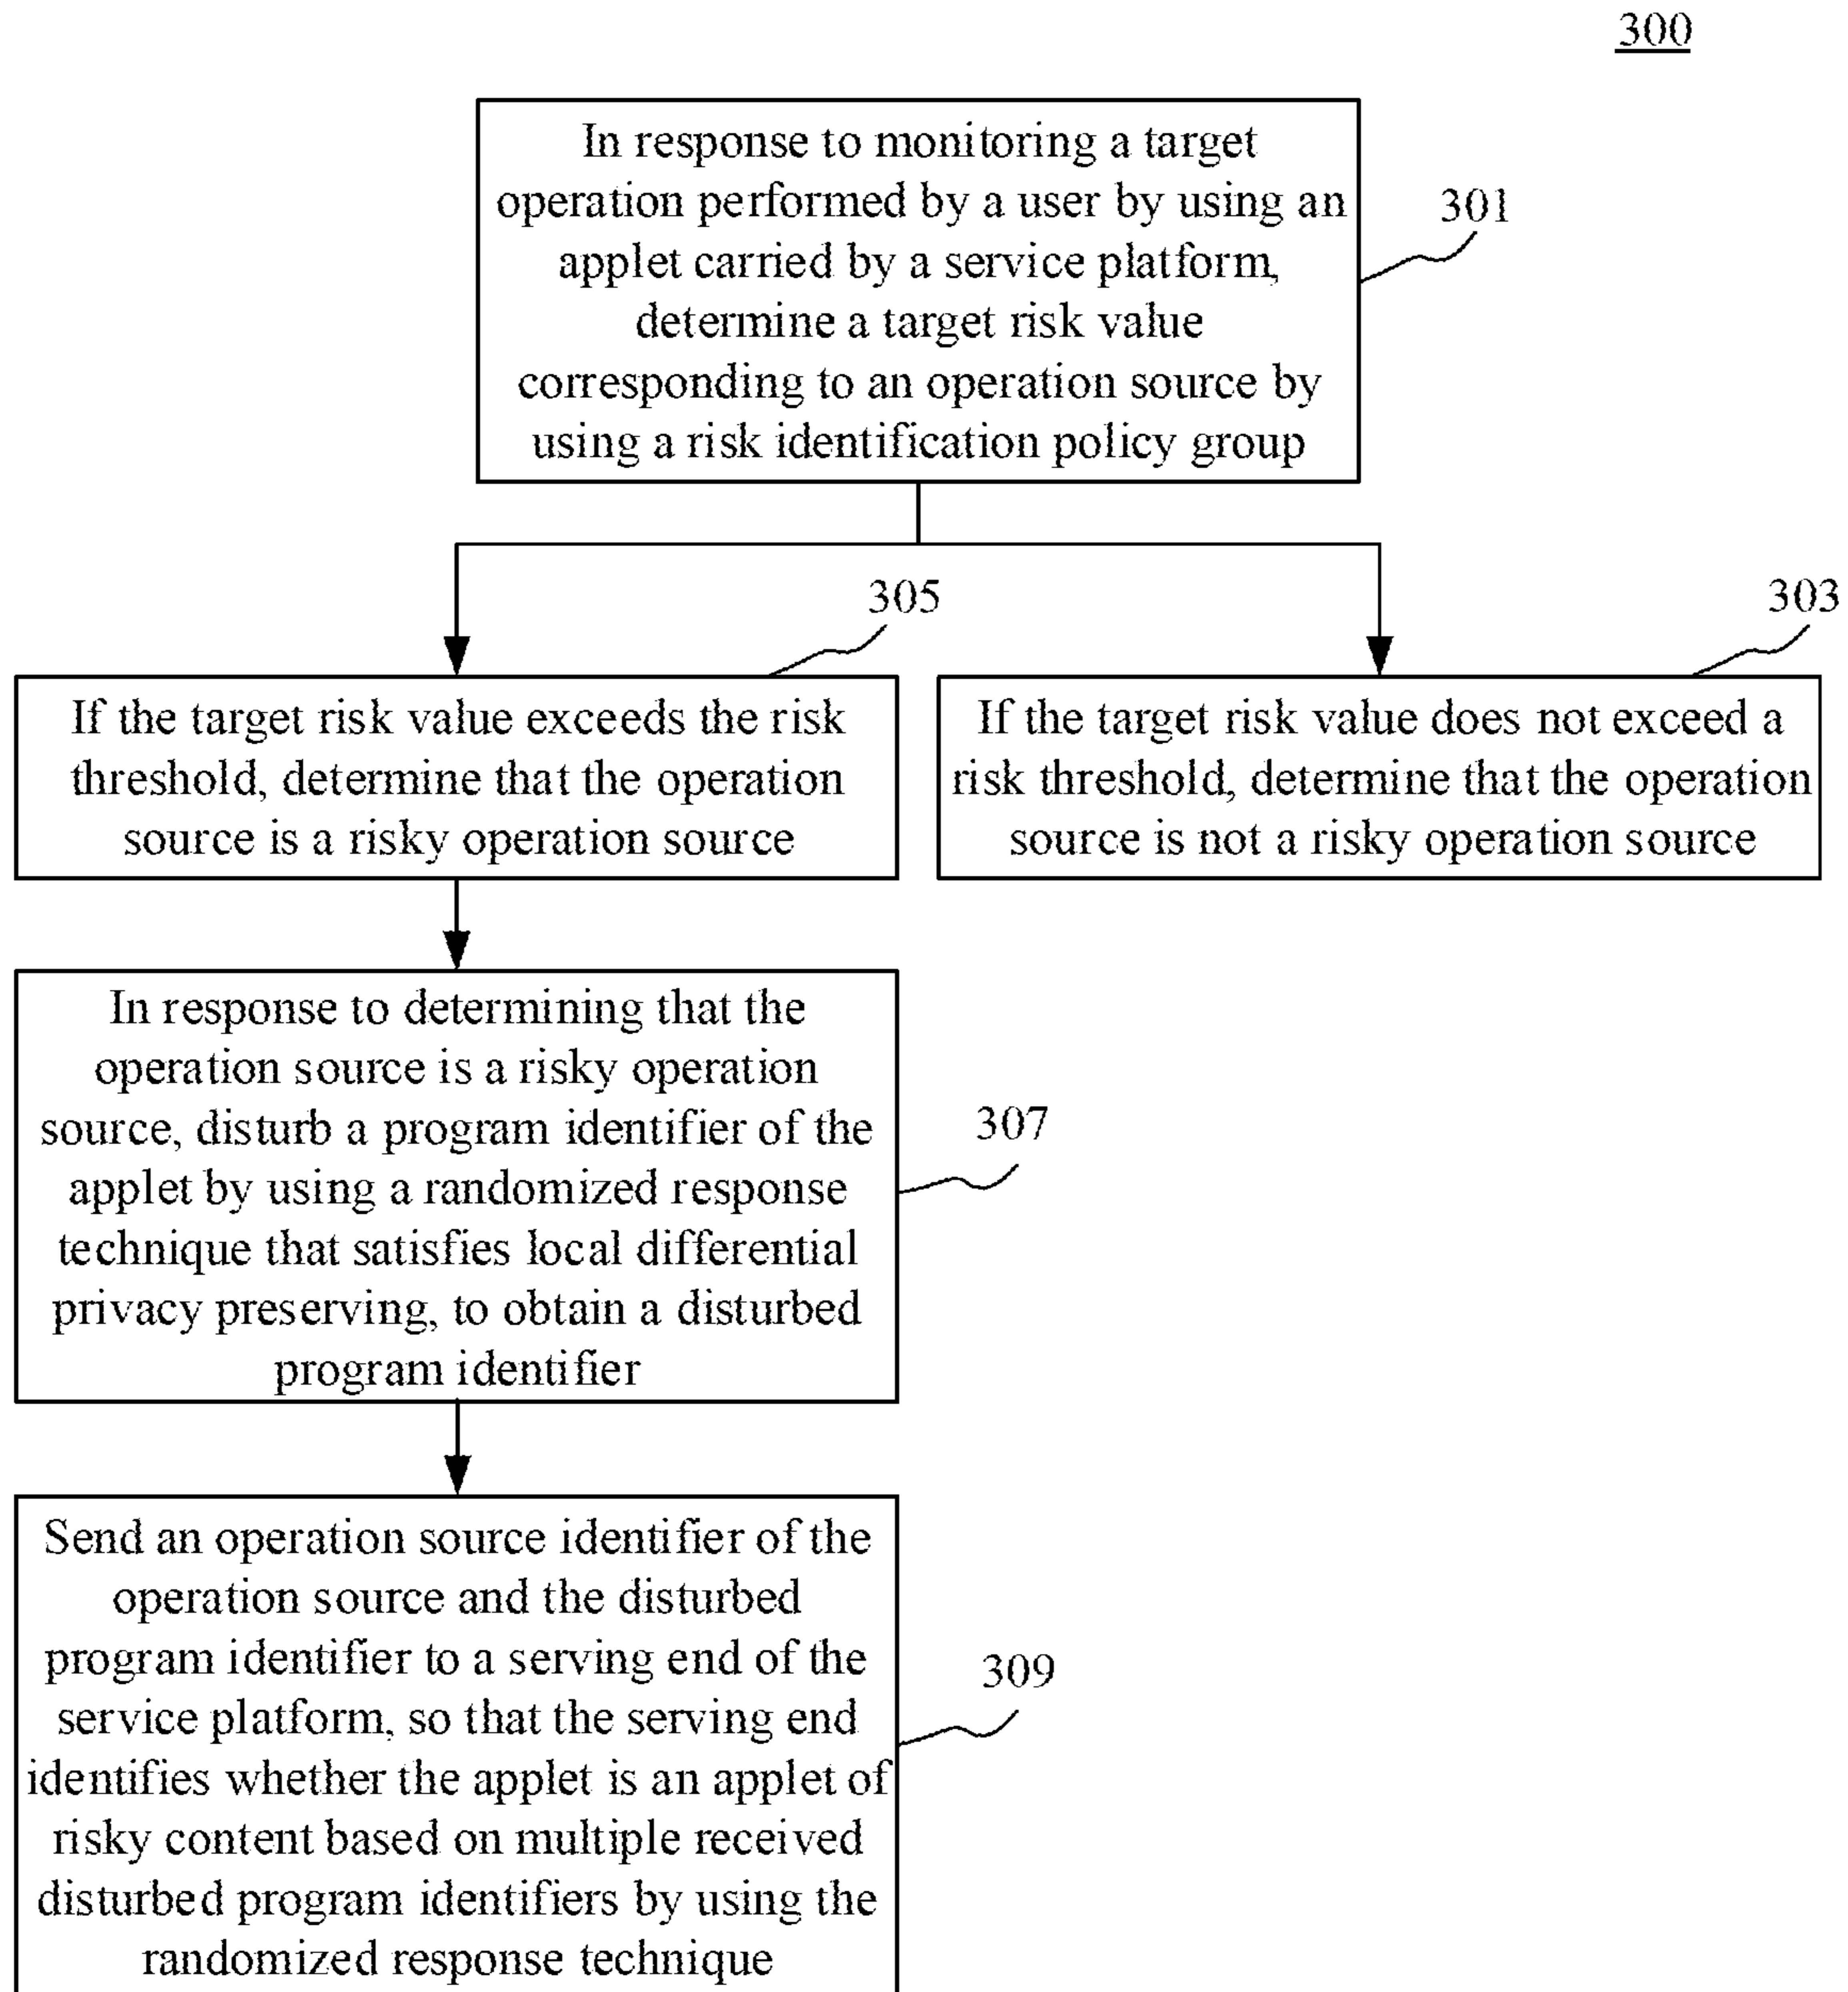 300
In response to monitoring a target
operation performed by a user by using an
applet carried by a service platform,
determine a target risk value
corresponding to an operation source by
using a risk identification policy group
301
305
303
If the target risk value exceeds the risk
threshold, determine that the operation
source is a risky operation source
If the target risk value does not exceed a
risk threshold, determine that the operation
source is not a risky operation source
In response to determining that the
operation source is a risky operation
source, disturb a program identifier of the
applet by using a randomized response
technique that satisfies local differential
privacy preserving, to obtain a disturbed
program identifier
307
Send an operation source identifier of the
operation source and the disturbed
program identifier to a serving end of the
service platform, so that the serving end
identifies whether the applet is an applet of
risky content based on multiple received
disturbed program identifiers by using the
randomized response technique
309